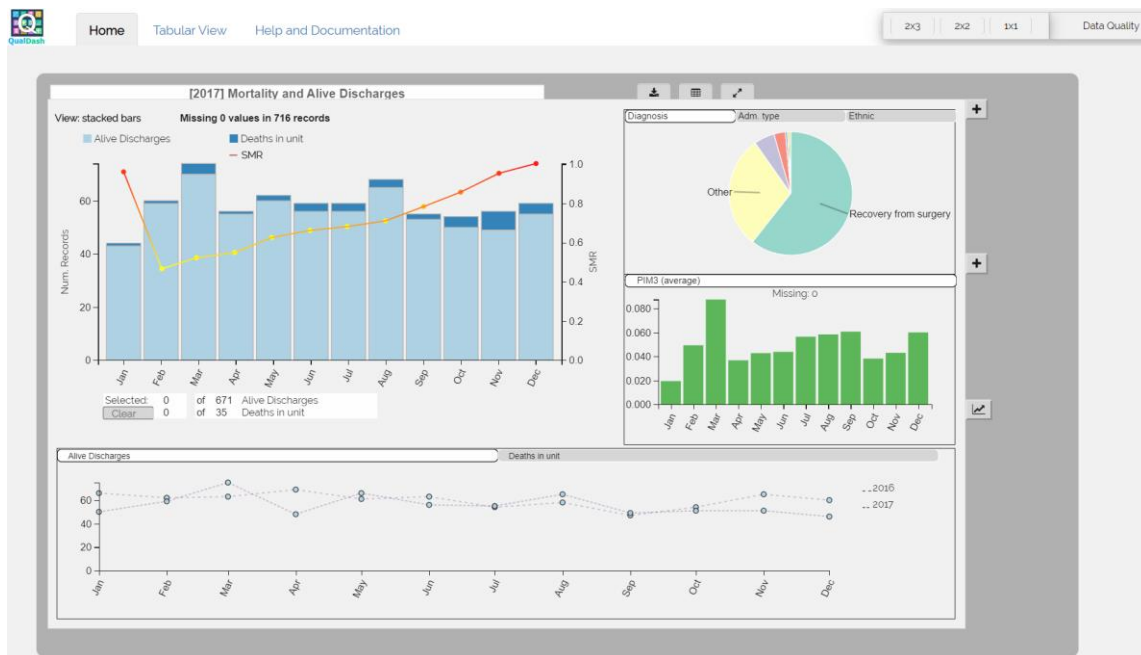 QualDash
Home Tabular View Help and Documentation
2x3 2x2 1x1 Data Quality
[2017] Mortality and Alive Discharges
View: stacked bars Missing 0 values in 716 records
Alive Discharges Deaths in unit
SMR
Num. Records
60
40
20
0
1.0
0.8
0.6
0.4
0.2
0.0
SMR
Jan Feb Mar Apr May Jun Jul Aug Sep Oct Nov Dec
Selected: 0 of 671 Alive Discharges
Clear 0 of 35 Deaths in unit
Diagnosis Adm. type Ethnic
Other
Recovery from surgery
PIM3 (average)
Missing: 0
0.080
0.060
0.040
0.020
0.000
Jan Feb Mar Apr May Jun Jul Aug Sep Oct Nov Dec
Alive Discharges Deaths in unit
60
40
20
0
2016
2017
Jan Feb Mar Apr May Jun Jul Aug Sep Oct Nov Dec